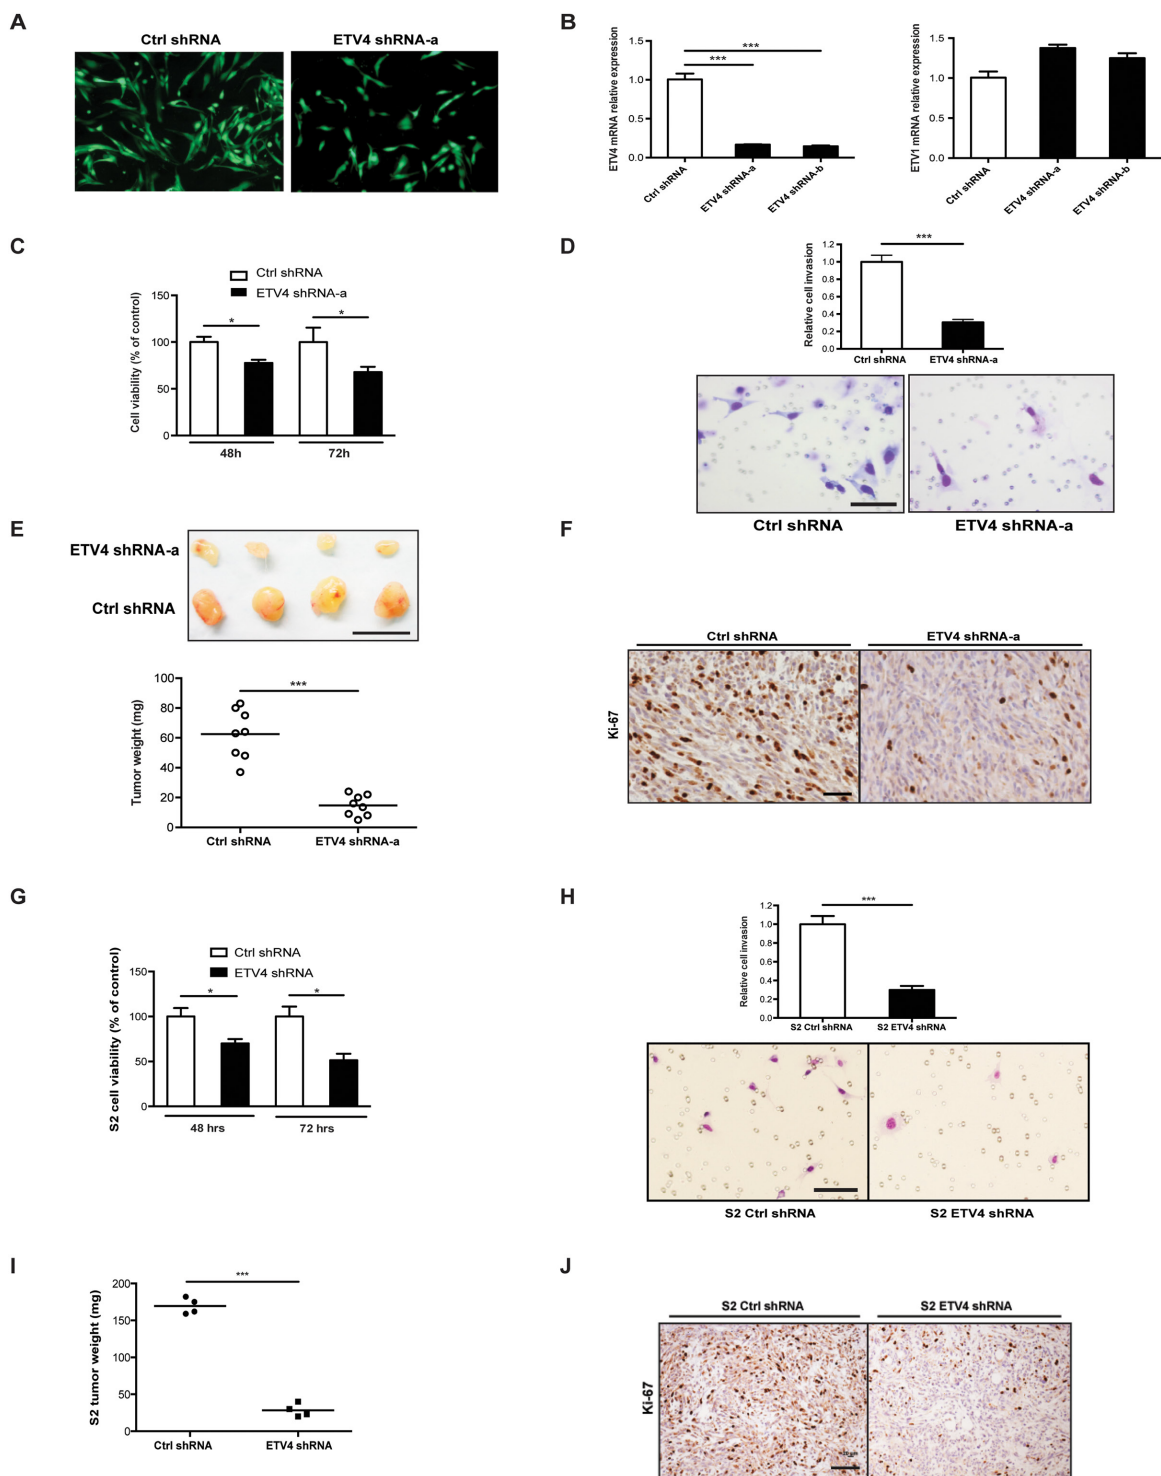 A
Ctrl shRNA
ETV4 shRNA-a
B
ETV4 mRNA relative expression
1.5
1.0
0.5
0.0
***
***
Ctrl shRNA
ETV4 shRNA-a
ETV4 shRNA-b
ETV1 mRNA relative expression
1.5
1.0
0.5
0.0
Ctrl shRNA
ETV4 shRNA-a
ETV4 shRNA-b
C
Ctrl shRNA
ETV4 shRNA-a
Cell viability (% of control)
150
100
50
0
*
*
48h
72h
D
Relative cell invasion
1.2
1.0
0.8
0.6
0.4
0.2
0.0
***
Ctrl shRNA
ETV4 shRNA-a
Ctrl shRNA
ETV4 shRNA-a
E
ETV4 shRNA-a
Ctrl shRNA
Tumor weight (mg)
100
80
60
40
20
0
***
Ctrl shRNA
ETV4 shRNA-a
F
Ctrl shRNA
ETV4 shRNA-a
Ki-67
G
Ctrl shRNA
ETV4 shRNA
S2 cell viability (% of control)
150
100
50
0
*
*
48 hrs
72 hrs
H
Relative cell invasion
1.2
1.0
0.8
0.6
0.4
0.2
0.0
***
S2 Ctrl shRNA
S2 ETV4 shRNA
S2 Ctrl shRNA
S2 ETV4 shRNA
I
S2 tumor weight (mg)
200
150
100
50
0
***
Ctrl shRNA
ETV4 shRNA
J
S2 Ctrl shRNA
S2 ETV4 shRNA
Ki-67